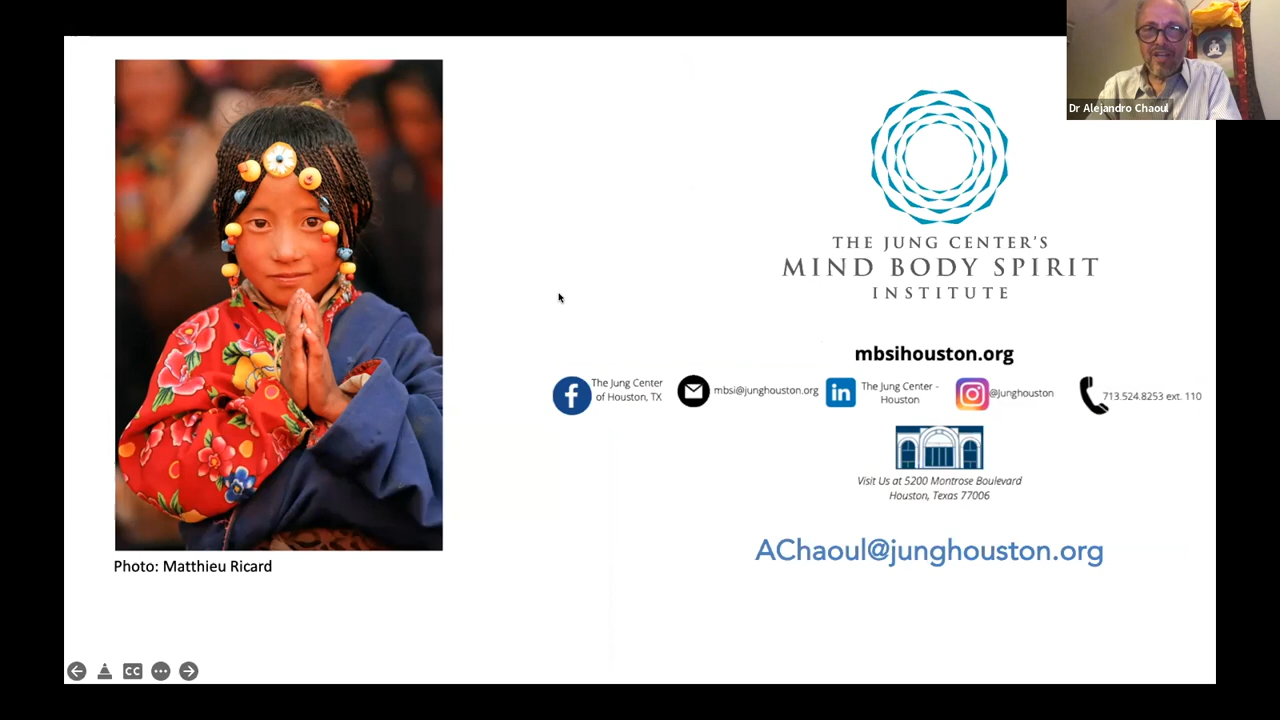 Dr Alejandro Chaoul
THE JUNG CENTER'S
MIND BODY SPIRIT
INSTITUTE
mbsihouston.org
The Jung Center
of Houston, TX
mbsi@junghouston.org
The Jung Center -
Houston
@Junghouston
713.524.8253 ext. 110
Visit Us at 5200 Montrose Boulevard
Houston, Texas 77006
AChaoul@junghouston.org
Photo: Matthieu Ricard
CC